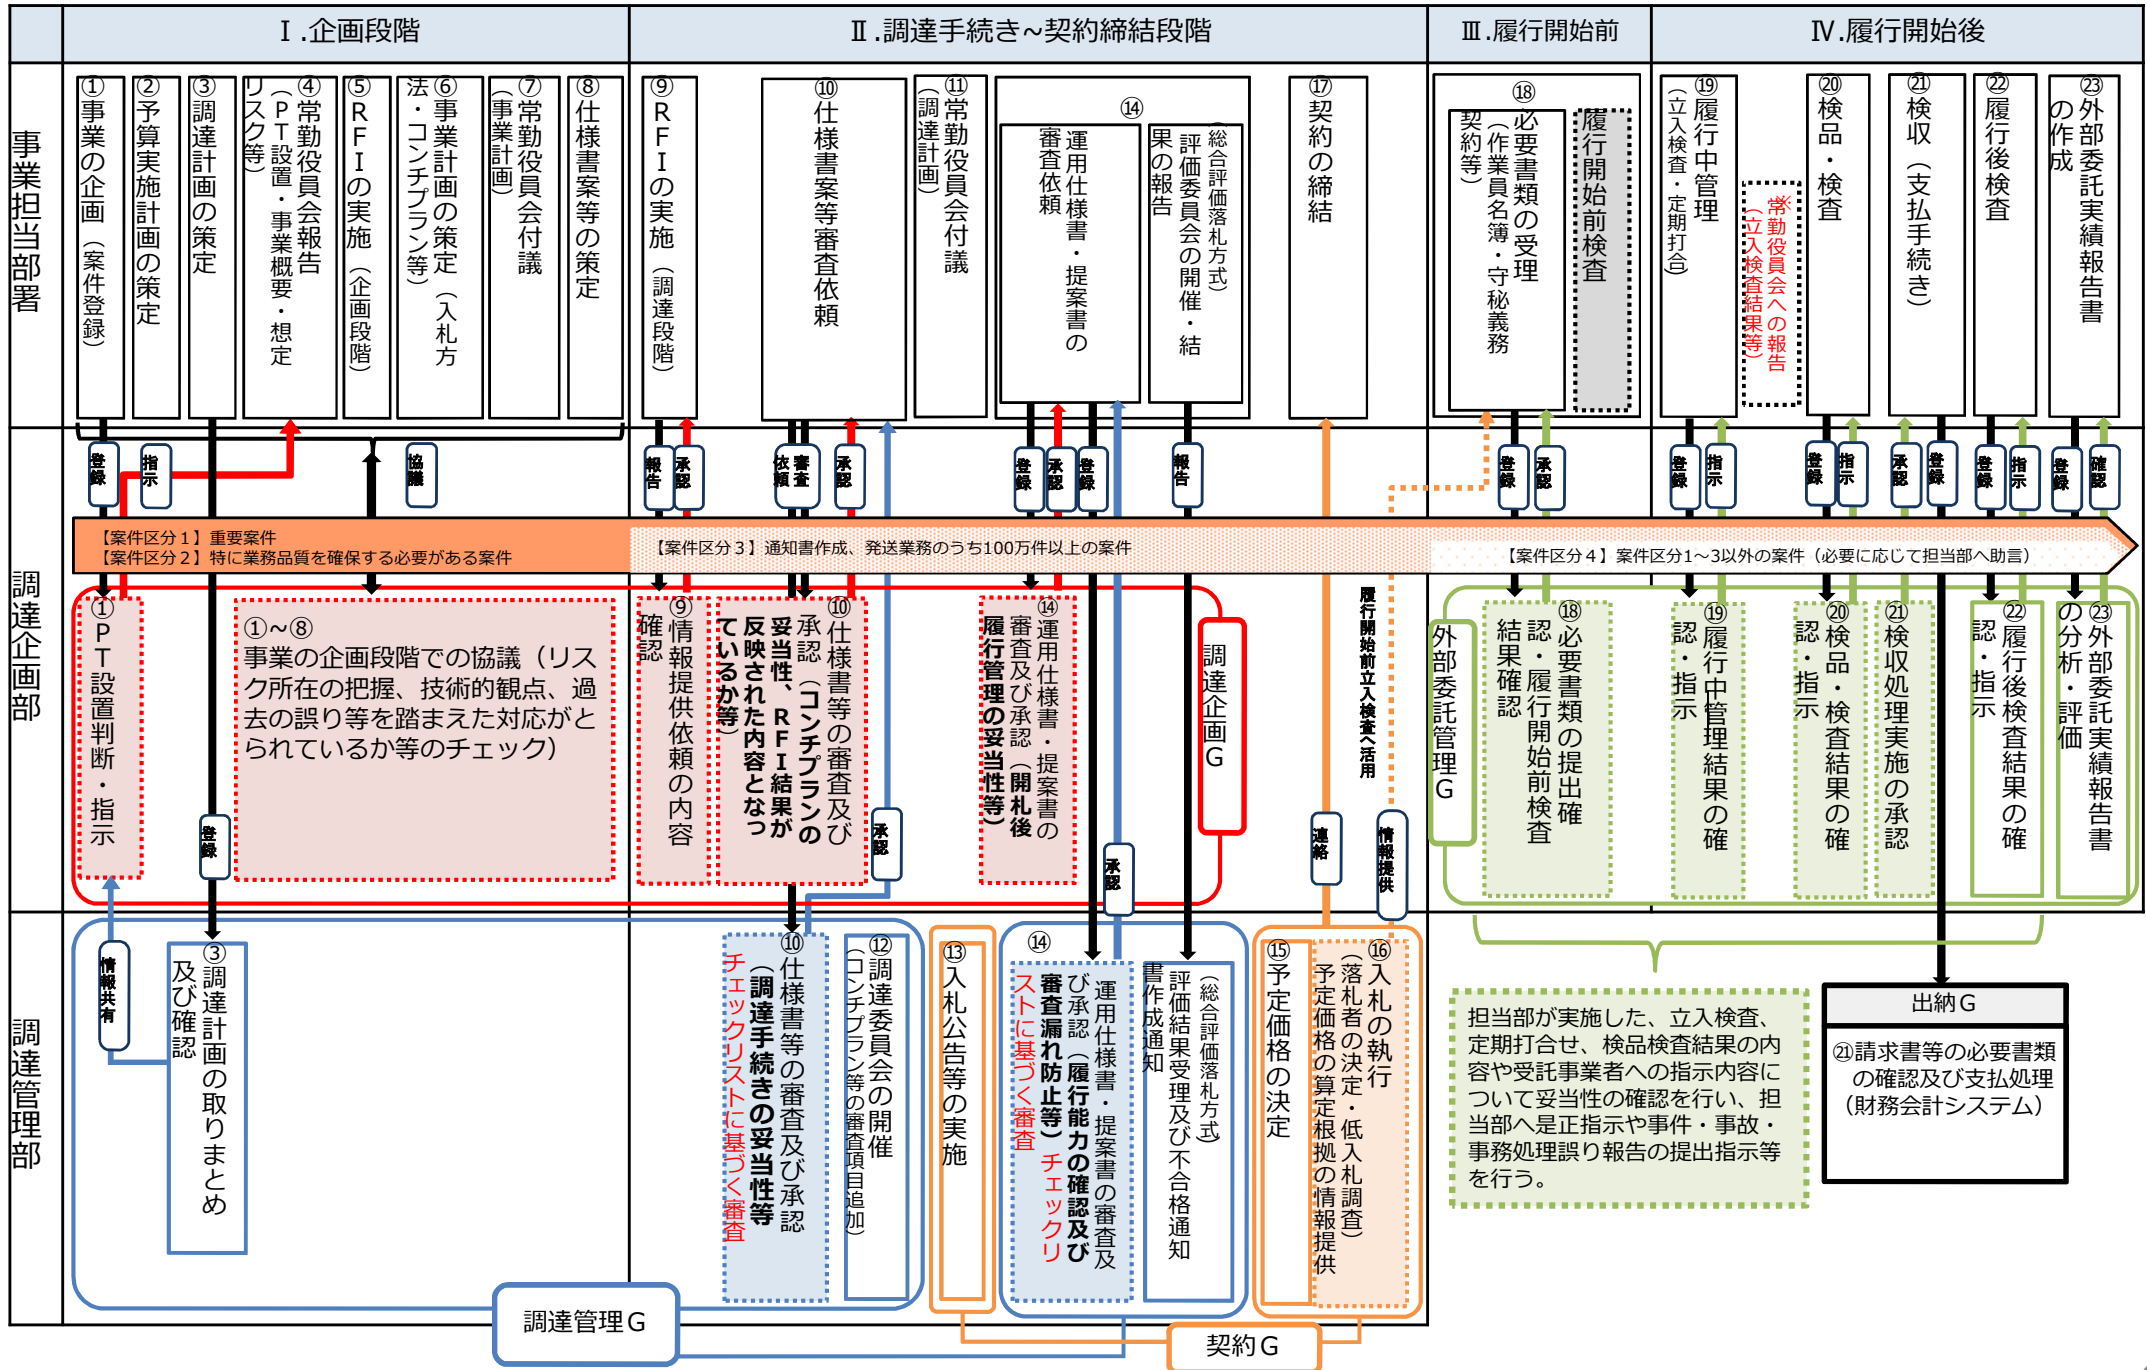 Ⅰ.企画段階
Ⅱ.調達手続き~契約締結段階
Ⅲ.履行開始前
Ⅳ.履行開始後
事業担当部署
①事業の企画（案件登録）
②予算実施計画の策定
③調達計画の策定
④常勤役員会報告
（ＰＴ設置・事業概要・想定
リスク等）
⑤ＲＦＩの実施（企画段階）
⑥事業計画の策定（入札方
法・コンチプラン等）
⑦常勤役員会付議
（事業計画）
⑧仕様書案等の策定
⑨ＲＦＩの実施（調達段階）
⑩仕様書案等審査依頼
⑪常勤役員会付議
（調達計画）
⑭
運用仕様書・提案書の
審査依頼
（総合評価落札方式）
評価委員会の開催・結
果の報告
⑰契約の締結
⑱必要書類の受理
（作業員名簿・守秘義務
契約等）
履行開始前検査
⑲履行中管理
（立入検査・定期打合）
※
常勤役員会への報告
（立入検査結果等）
⑳検品・検査
㉑検収（支払手続き）
㉒履行後検査
㉓外部委託実績報告書
の作成
登録
指示
協議
報告
承認
審査
依頼
承認
登録
承認
登録
報告
登録
承認
登録
指示
登録
指示
承認
登録
登録
指示
登録
確認
調達企画部
【案件区分１】重要案件
【案件区分２】特に業務品質を確保する必要がある案件
【案件区分３】通知書作成、発送業務のうち100万件以上の案件
【案件区分４】案件区分1～3以外の案件（必要に応じて担当部へ助言）
①ＰＴ設置判断・指示
①~⑧
事業の企画段階での協議（リス
ク所在の把握、技術的観点、過
去の誤り等を踏まえた対応がと
られているか等のチェック）
⑨情報提供依頼の内容
確認
⑩仕様書等の審査及び
承認（コンチプランの
妥当性、ＲＦＩ結果が
反映された内容となっ
ているか等）
⑭運用仕様書・提案書の
審査及び承認（開札後
履行管理の妥当性等）
調達企画Ｇ
履行開始前立入検査へ活用
外部委託管理Ｇ
⑱必要書類の提出確
認・履行開始前検査
結果確認
⑲履行中管理結果の確
認・指示
⑳検品・検査結果の確
認・指示
㉑検収処理実施の承認
㉒履行後検査結果の確
認・指示
㉓外部委託実績報告書
の分析・評価
登録
承認
承認
連絡
情報提供
調達管理部
情報共有
③調達計画の取りまとめ
及び確認
⑩仕様書等の審査及び承認
（調達手続きの妥当性等
チェックリストに基づく審査
⑫調達委員会の開催
（コンチプラン等の審査項目追加）
⑬入札公告等の実施
⑭
運用仕様書・提案書の審査及
び承認（履行能力の確認及び
審査漏れ防止等）チェックリ
ストに基づく審査
（総合評価落札方式）
評価結果受理及び不合格通知
書作成通知
⑮予定価格の決定
⑯入札の執行
（落札者の決定・低入札調査）
予定価格の算定根拠の情報提供
担当部が実施した、立入検査、
定期打合せ、検品検査結果の内
容や受託事業者への指示内容に
ついて妥当性の確認を行い、担
当部へ是正指示や事件・事故・
事務処理誤り報告の提出指示等
を行う。
出納Ｇ
㉑請求書等の必要書類
の確認及び支払処理
（財務会計システム）
調達管理Ｇ
契約Ｇ